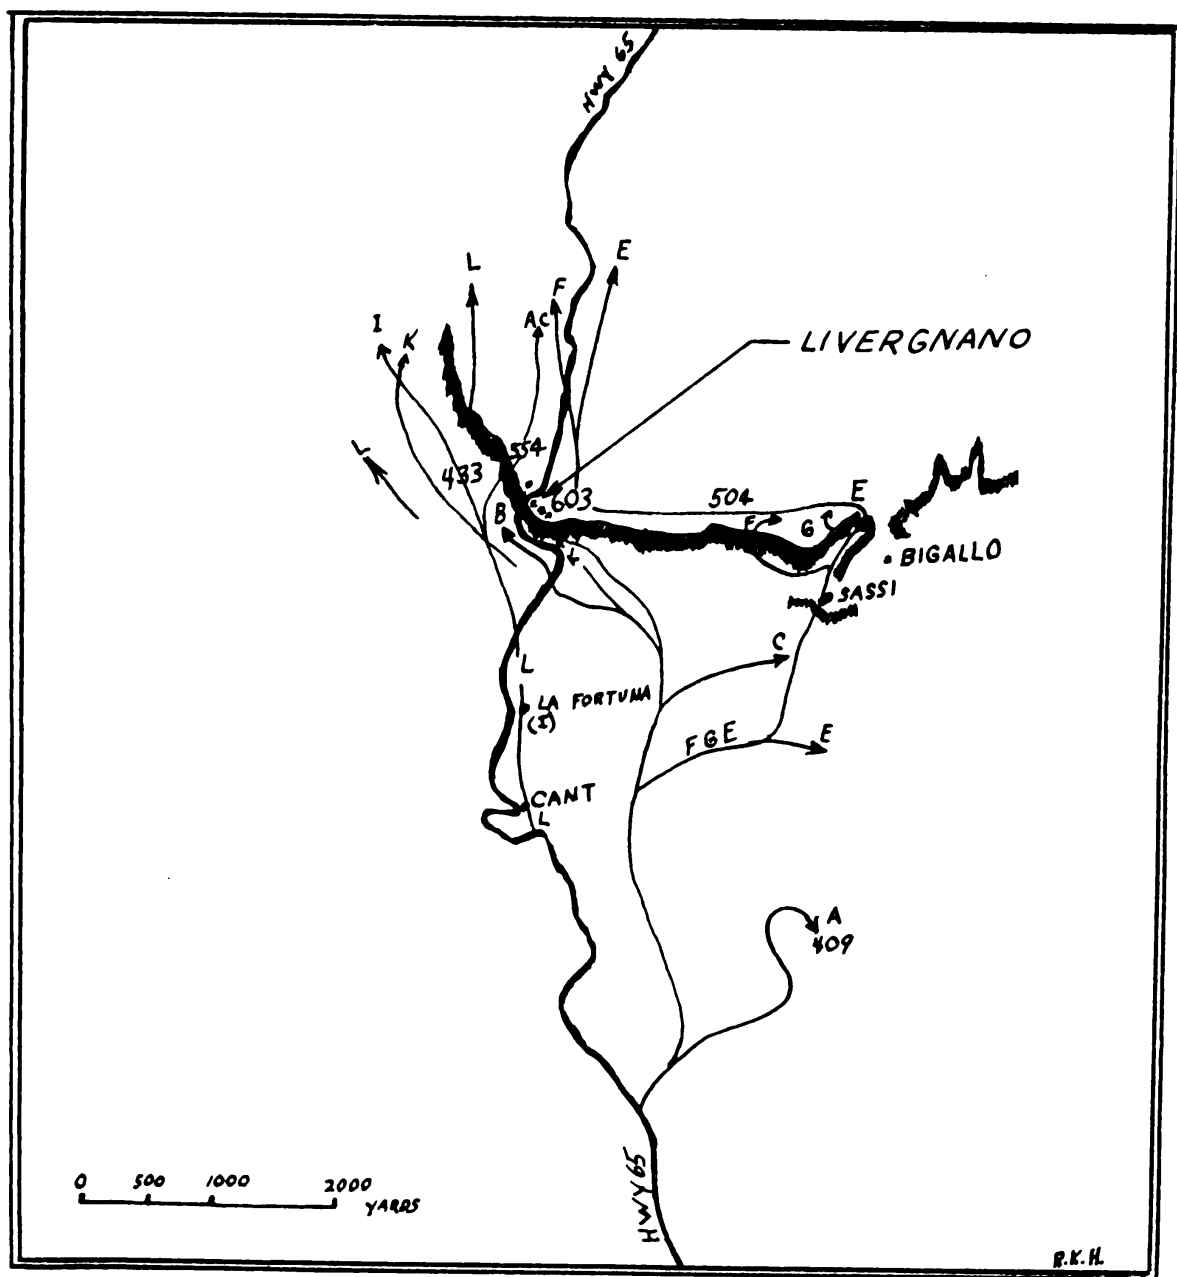 HWY 65
E
L
F
AC
I
K
LIVERGNANO
L
554
433
603
504
E
B
F
G
BIGALLO
SASSI
C
L
LA FORTUNA
(I)
FGE
E
CANT
L
A
409
0 500 1000 2000
YARDS
HWY 65
R.K.H.